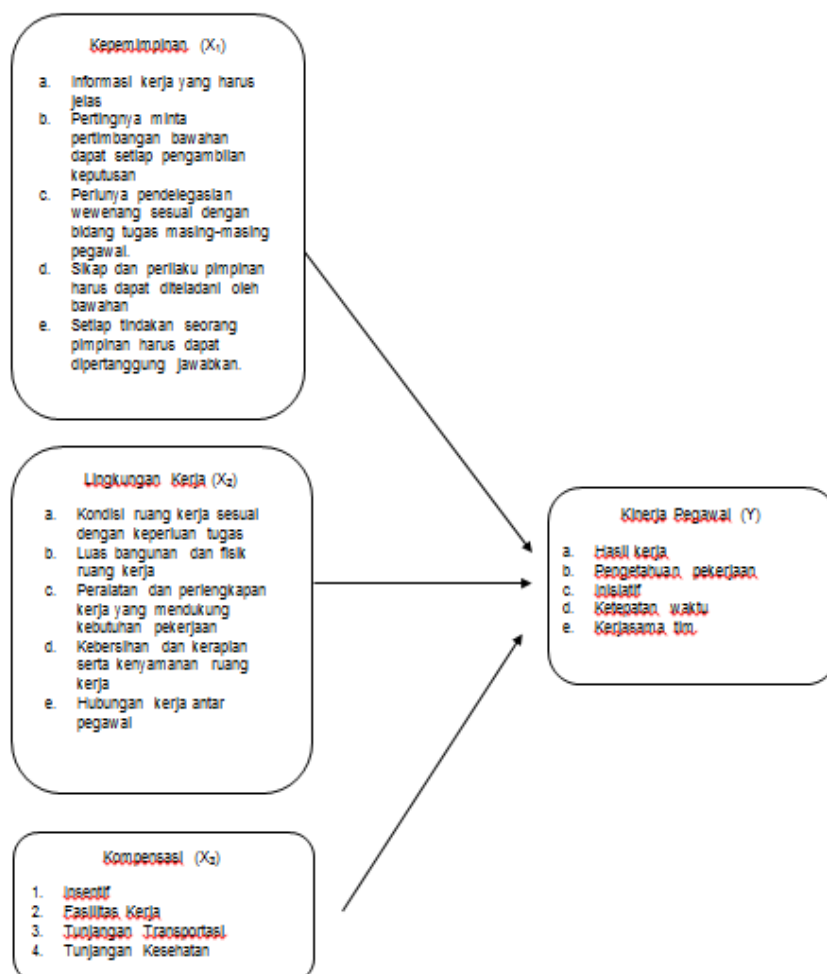 Kepemimpinan (X₁)
a. Informasi kerja yang harus
jelas
b. Pertingnya minta
pertimbangan bawahan
dapat setiap pengambilan
keputusan
c. Perlunya pendelegasian
wewenang sesuai dengan
bidang tugas masing-masing
pegawai.
d. Sikap dan perilaku pimpinan
harus dapat diteladani oleh
bawahan
e. Setiap tindakan seorang
pimpinan harus dapat
dipertanggung jawabkan.
Lingkungan Kerja (X₂)
a. Kondisi ruang kerja sesuai
dengan keperluan tugas
b. Luas bangunan dan fisik
ruang kerja
c. Peralatan dan perlengkapan
kerja yang mendukung
kebutuhan pekerjaan
d. Kebersihan dan kerapian
serta kenyamanan ruang
kerja
e. Hubungan kerja antar
pegawai
Kinerja Pegawai (Y)
a. Hasil kerja
b. Pengetahuan pekerjaan
c. Inisiatif
d. Ketepatan waktu
e. Kerjasama tim.
Kompensasi (X₃)
1. Insentif
2. Fasilitas Kerja
3. Tunjangan Transportasi
4. Tunjangan Kesehatan